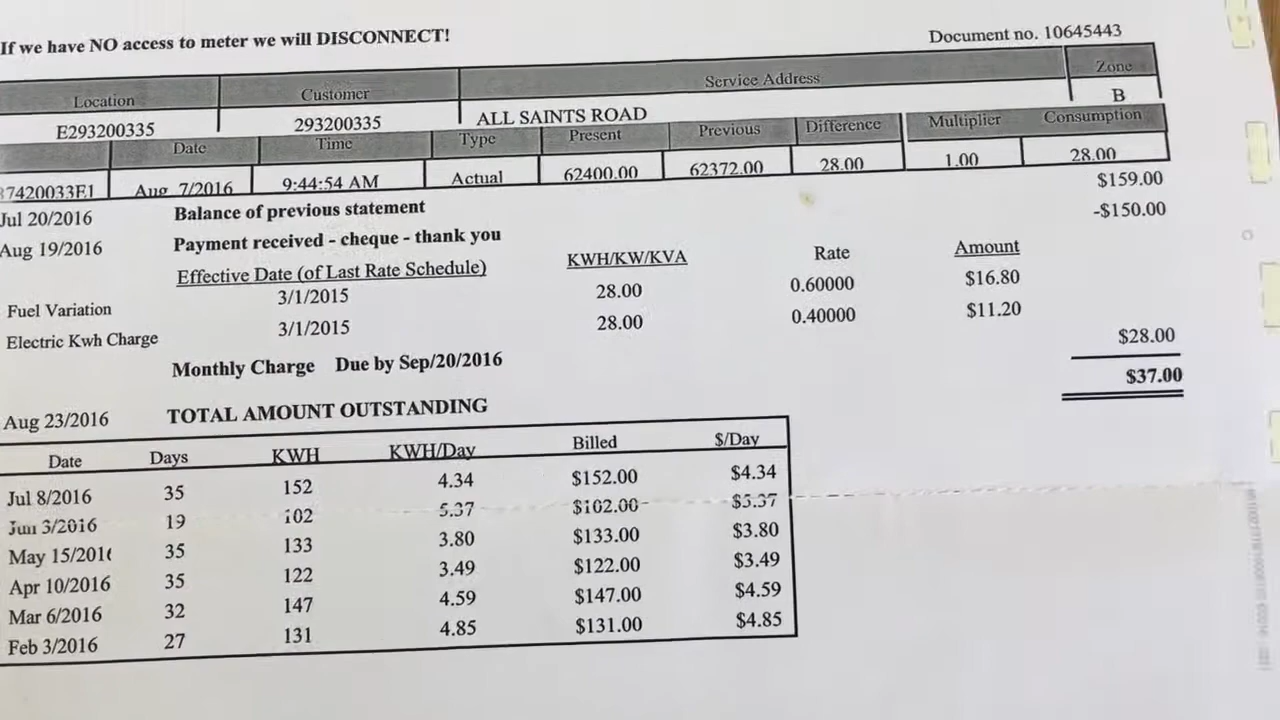 If we have NO access to meter we will DISCONNECT!
Document no. 10645443
Location Customer Service Address Zone
E293200335 293200335 ALL SAINTS ROAD B
Date Time Type Present Previous Difference Multiplier Consumption
37420033E1 Aug 7/2016 9:44:54 AM Actual 62400.00 62372.00 28.00 1.00 28.00
Jul 20/2016 Balance of previous statement $159.00
Aug 19/2016 Payment received - cheque - thank you -$150.00
Effective Date (of Last Rate Schedule) KWH/KW/KVA Rate Amount
Fuel Variation 3/1/2015 28.00 0.60000 $16.80
Electric Kwh Charge 3/1/2015 28.00 0.40000 $11.20
Monthly Charge Due by Sep/20/2016 $28.00
Aug 23/2016 TOTAL AMOUNT OUTSTANDING $37.00
Date Days KWH KWH/Day Billed $/Day
Jul 8/2016 35 152 4.34 $152.00 $4.34
Jun 3/2016 19 102 5.37 $102.00 $5.37
May 15/2016 35 133 3.80 $133.00 $3.80
Apr 10/2016 35 122 3.49 $122.00 $3.49
Mar 6/2016 32 147 4.59 $147.00 $4.59
Feb 3/2016 27 131 4.85 $131.00 $4.85